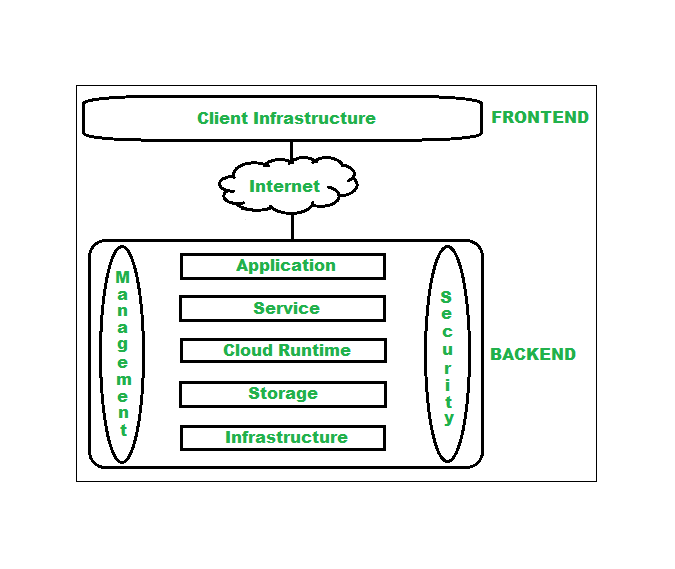 Client Infrastructure
FRONTEND
Internet
Application
Service
Cloud Runtime
Storage
Infrastructure
Management
Security
BACKEND